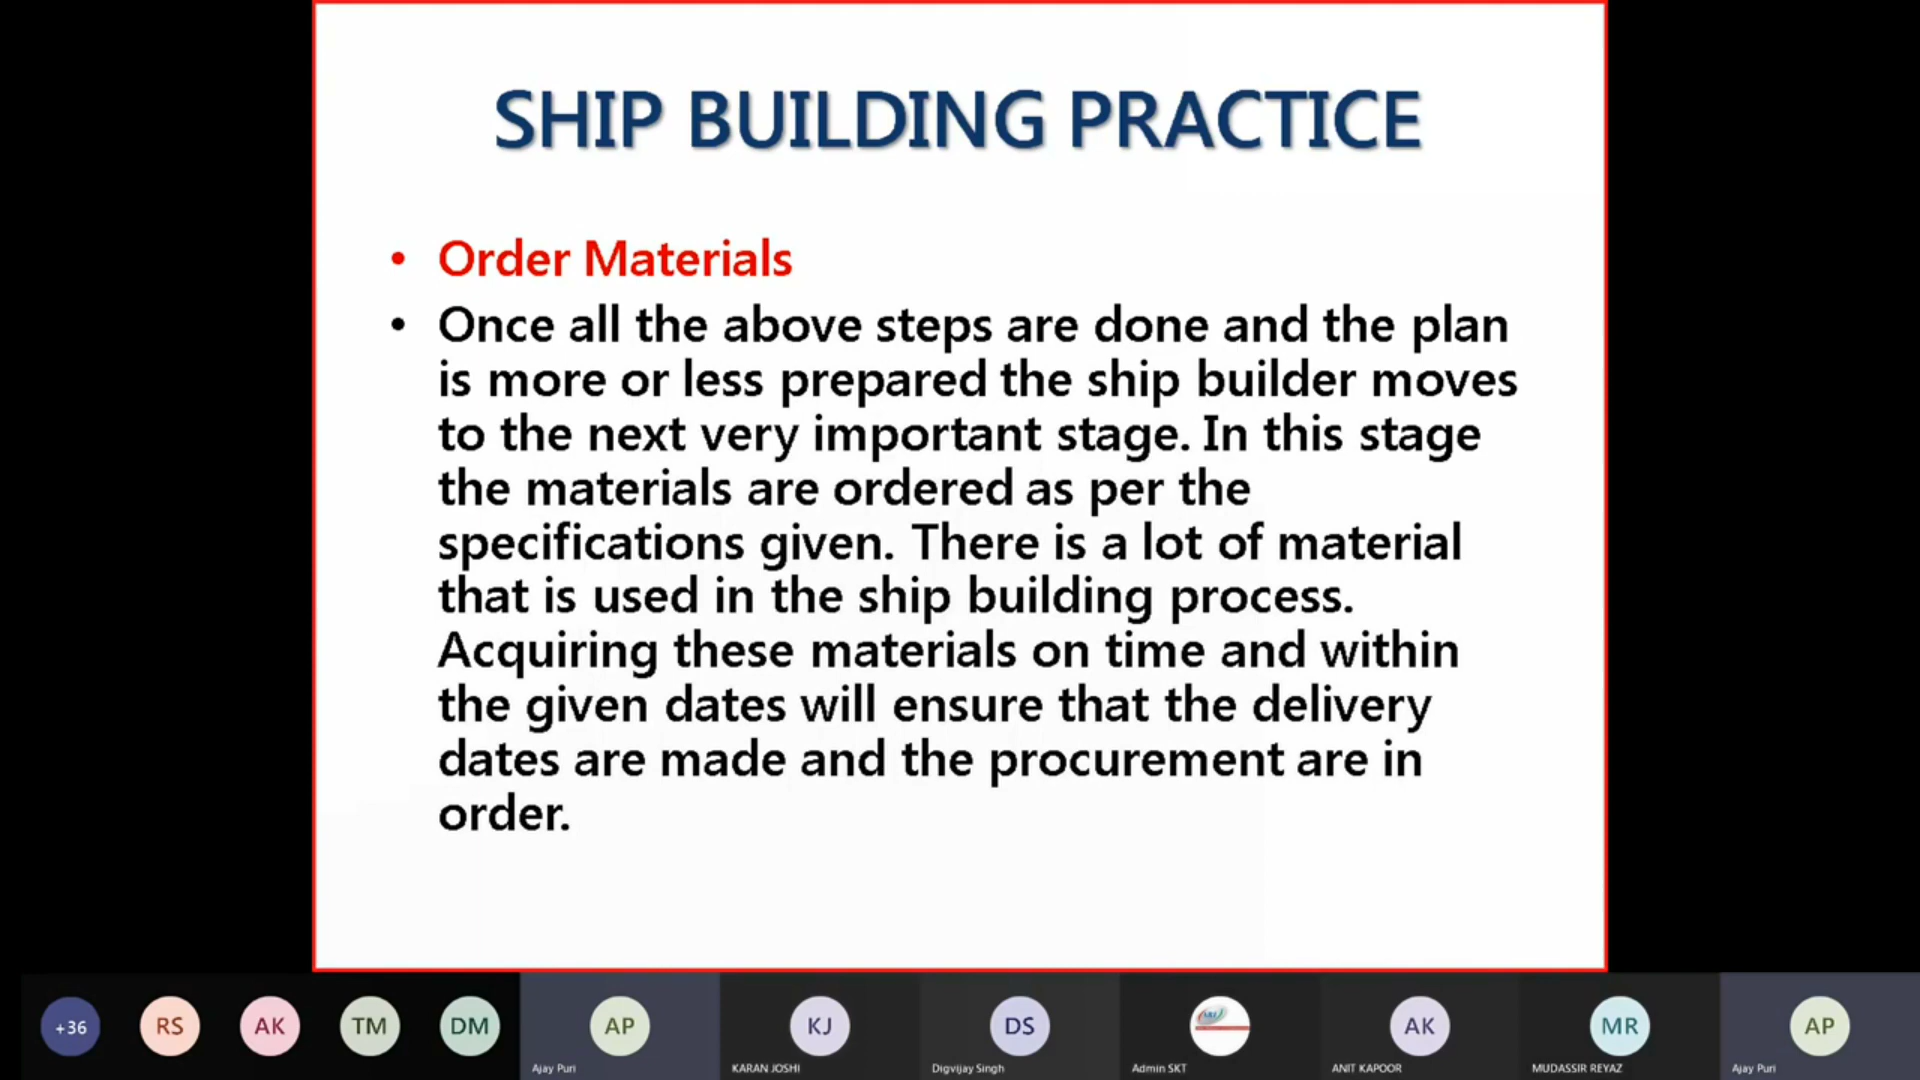 SHIP BUILDING PRACTICE
• Order Materials
• Once all the above steps are done and the plan
is more or less prepared the ship builder moves
to the next very important stage. In this stage
the materials are ordered as per the
specifications given. There is a lot of material
that is used in the ship building process.
Acquiring these materials on time and within
the given dates will ensure that the delivery
dates are made and the procurement are in
order.
+36 RS AK TM DM AP KJ DS AK MR AP
Ajay Puri KARAN JOSHI Digvijay Singh Admin SKT ANIT KAPOOR MUDASSIR REYAZ Ajay Puri